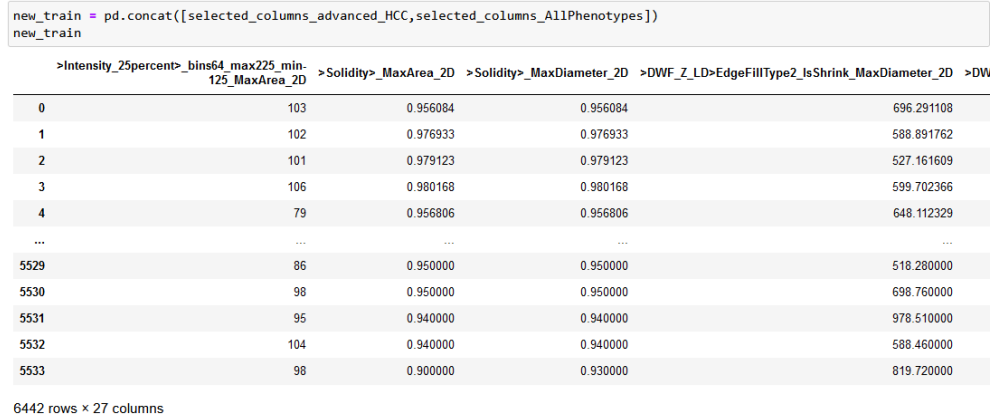 new_train = pd.concat([selected_columns_advanced_HCC,selected_columns_AllPhenotypes])
new_train
>Intensity_25percent>_bins64_max225_min-125_MaxArea_2D >Solidity>_MaxArea_2D >Solidity>_MaxDiameter_2D >DWF_Z_LD>EdgeFillType2_IsShrink_MaxDiameter_2D >DW
0 103 0.956084 0.956084 696.291108
1 102 0.976933 0.976933 588.891762
2 101 0.979123 0.979123 527.161609
3 106 0.980168 0.980168 599.702366
4 79 0.956806 0.956806 648.112329
... ... ... ... ...
5529 86 0.950000 0.950000 518.280000
5530 98 0.950000 0.950000 698.760000
5531 95 0.940000 0.940000 978.510000
5532 104 0.940000 0.940000 588.460000
5533 98 0.900000 0.930000 819.720000
6442 rows × 27 columns